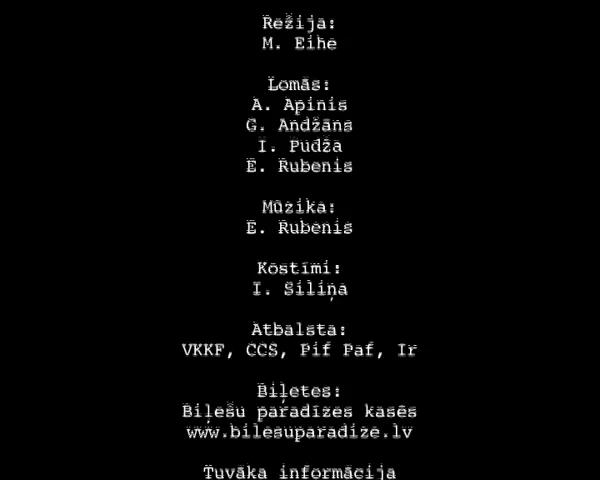 Režija:
M. Eihe
Lomās:
A. Apinis
G. Andžāns
I. Pudža
E. Rubenis
Mūzika:
E. Rubenis
Kostīmi:
I. Siliņa
Atbalsta:
VKKF, CCS, Pif Paf, Ir
Biļetes:
Biļešu paradīzes kasēs
www.bilesuparadize.lv
Tuvāka informācija